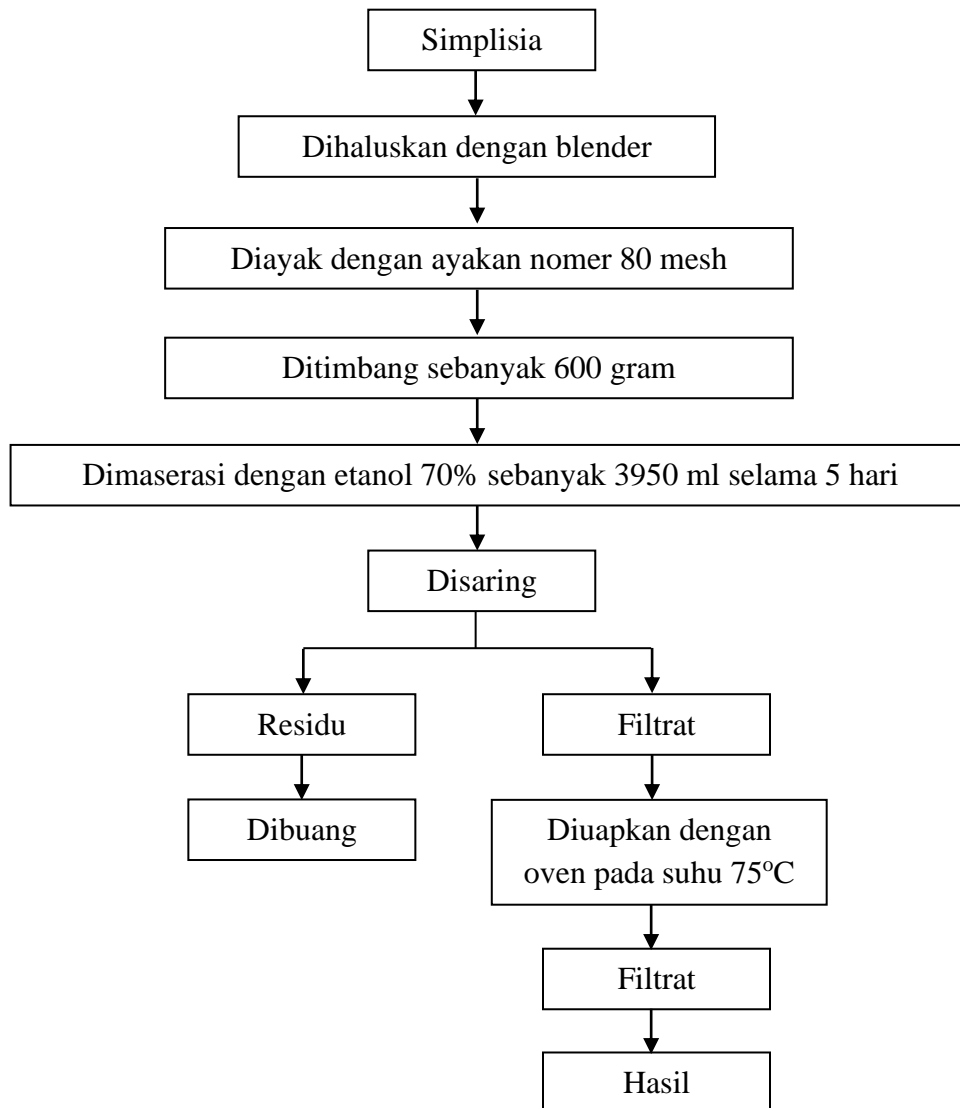 Simplisia
Dihaluskan dengan blender
Diayak dengan ayakan nomer 80 mesh
Ditimbang sebanyak 600 gram
Dimaserasi dengan etanol 70% sebanyak 3950 ml selama 5 hari
Disaring
Residu
Filtrat
Dibuang
Diuapkan dengan
oven pada suhu 75°C
Filtrat
Hasil